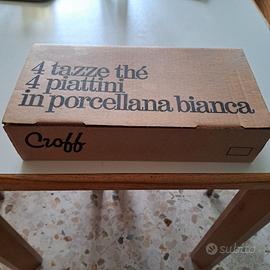 4 tazze thé
4 piattini
in porcellana bianca
Croff
subito